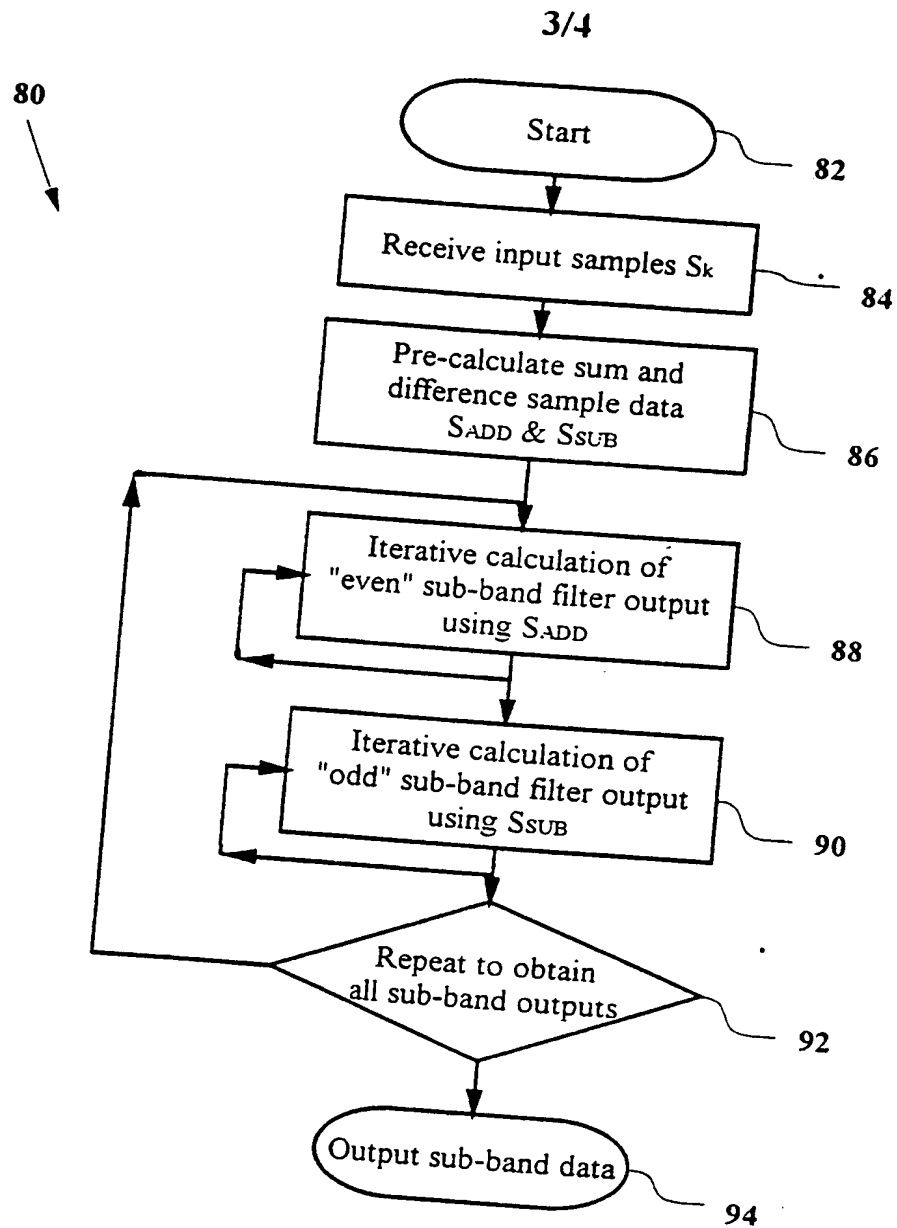 3/4
80
Start
82
Receive input samples Sk
84
Pre-calculate sum and
difference sample data
SADD & SSUB
86
Iterative calculation of
"even" sub-band filter output
using SADD
88
Iterative calculation of
"odd" sub-band filter output
using SSUB
90
Repeat to obtain
all sub-band outputs
92
Output sub-band data
94